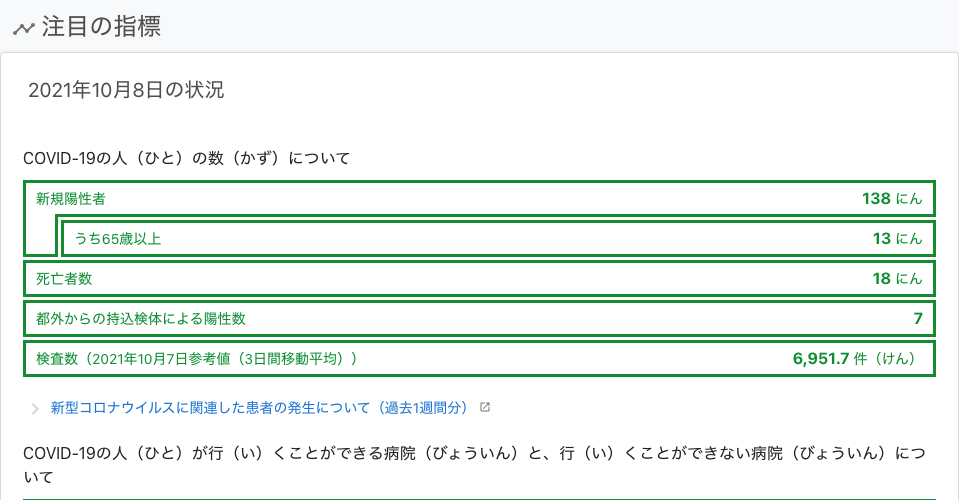 注目の指標
2021年10月8日の状況
COVID-19の人（ひと）の数（かず）について
新規陽性者 138 にん
うち65歳以上 13 にん
死亡者数 18 にん
都外からの持込検体による陽性数 7
検査数（2021年10月7日参考値（3日間移動平均）） 6,951.7 件（けん）
新型コロナウイルスに関連した患者の発生について（過去1週間分）
COVID-19の人（ひと）が行（い）くことができる病院（びょういん）と、行（い）くことができない病院（びょういん）につ
いて